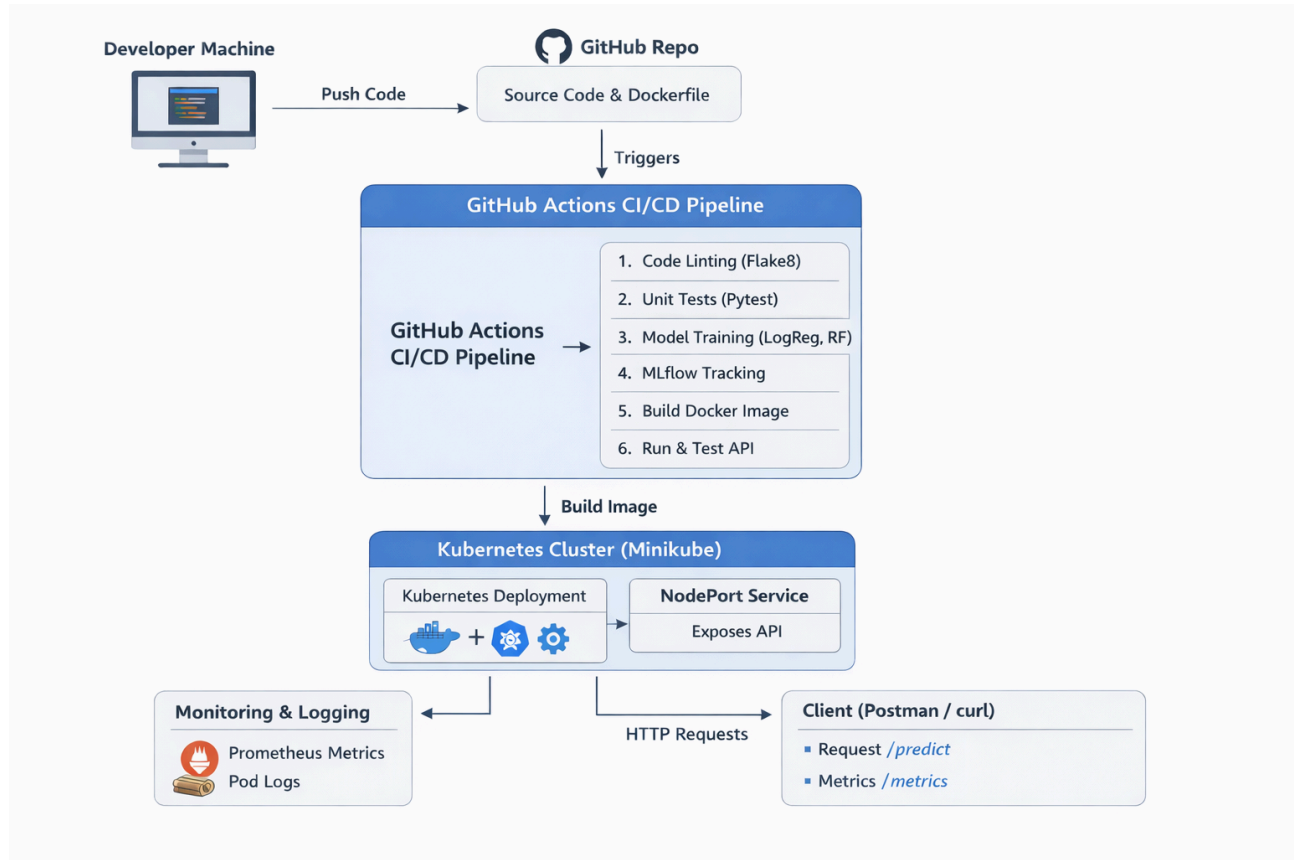 Developer Machine
GitHub Repo
Push Code
Source Code & Dockerfile
Triggers
GitHub Actions CI/CD Pipeline
GitHub Actions
CI/CD Pipeline
1. Code Linting (Flake8)
2. Unit Tests (Pytest)
3. Model Training (LogReg, RF)
4. MLflow Tracking
5. Build Docker Image
6. Run & Test API
Build Image
Kubernetes Cluster (Minikube)
Kubernetes Deployment
+
NodePort Service
Exposes API
Monitoring & Logging
Prometheus Metrics
Pod Logs
HTTP Requests
Client (Postman / curl)
▪ Request /predict
▪ Metrics /metrics